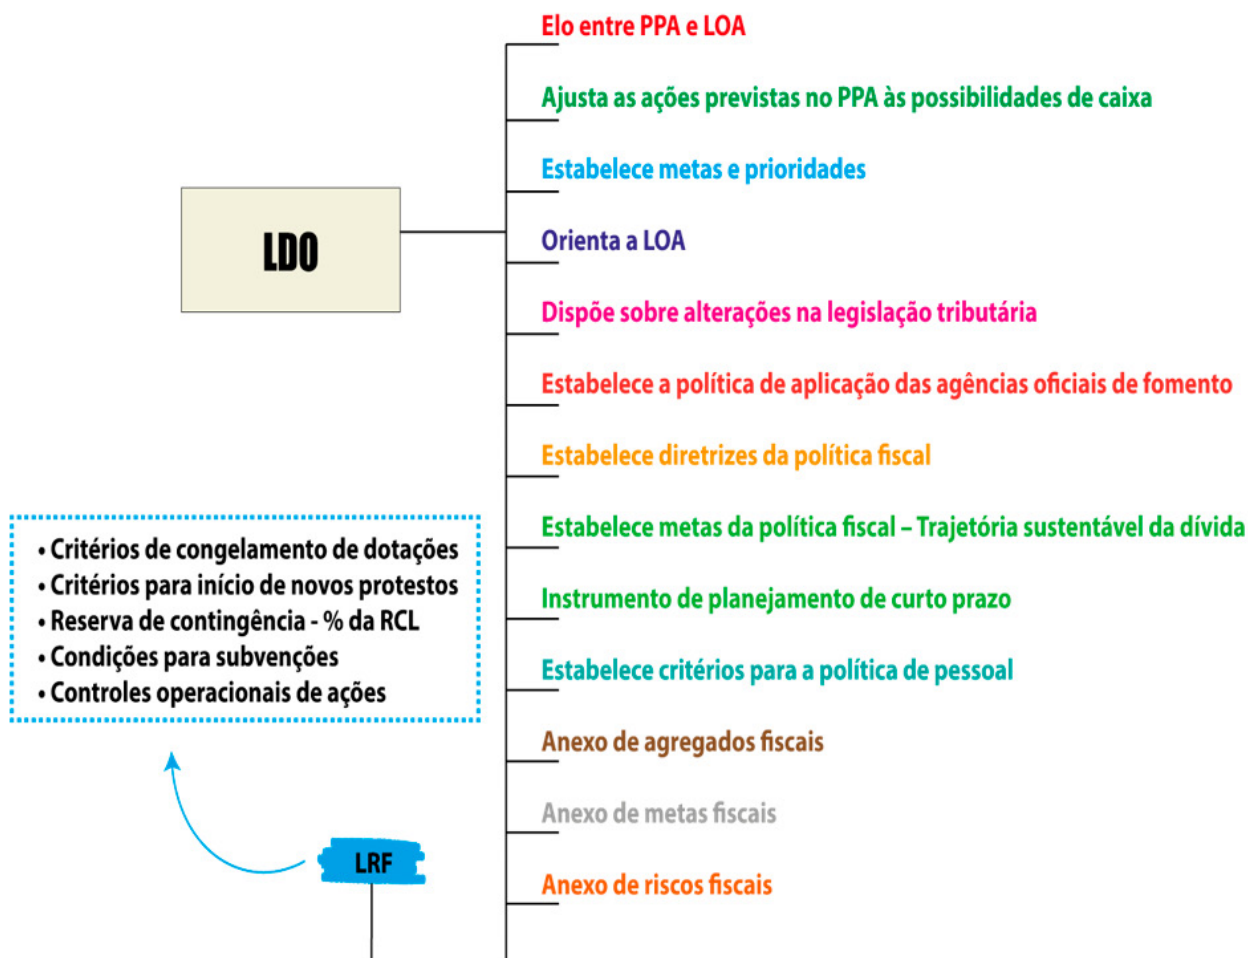 Elo entre PPA e LOA
Ajusta as ações previstas no PPA às possibilidades de caixa
Estabelece metas e prioridades
LDO
Orienta a LOA
Dispõe sobre alterações na legislação tributária
Estabelece a política de aplicação das agências oficiais de fomento
Estabelece diretrizes da política fiscal
Estabelece metas da política fiscal – Trajetória sustentável da dívida
Instrumento de planejamento de curto prazo
Estabelece critérios para a política de pessoal
Anexo de agregados fiscais
Anexo de metas fiscais
Anexo de riscos fiscais
• Critérios de congelamento de dotações
• Critérios para início de novos protestos
• Reserva de contingência - % da RCL
• Condições para subvenções
• Controles operacionais de ações
LRF